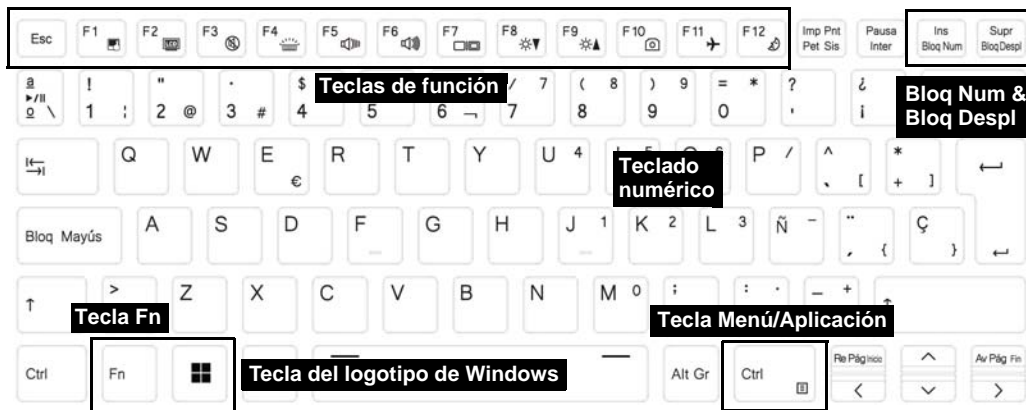 Esc F1 F2 F3 F4 F5 F6 F7 F8 F9 F10 F11 F12 Imp Pnt Pausa Ins Supr
Pet Sis Inter Bloq Num Bloq Despl
Teclas de función
a ! " · $ / 7 ( 8 ) 9 = * ? ¿
º \ 1 ¦ 2 @ 3 # 4 5 6 ¬ 7 8 9 0 ' ¡
Bloq Num &
Bloq Despl
Q W E € R T Y U 4 5 6 P / ^ ` [ * + ]
Teclado
numérico
Bloq Mayús A S D F G H J 1 K 2 L 3 Ñ ~ ¨ ´ { Ç }
> Z X C V B N M 0 ; : · _ +
Tecla Fn
Tecla Menú/Aplicación
Ctrl Fn Alt Gr Ctrl Re Pág Inicio Av Pág Fin
Tecla del logotipo de Windows